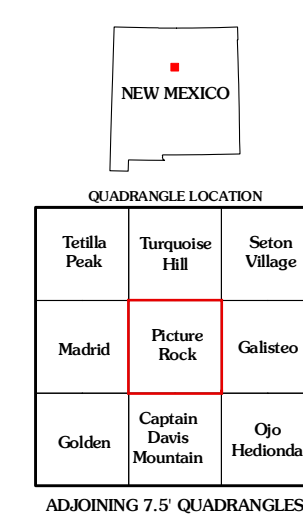 NEW MEXICO
QUADRANGLE LOCATION
Tetilla
Peak
Turquoise
Hill
Seton
Village
Madrid
Picture
Rock
Galisteo
Golden
Captain
Davis
Mountain
Ojo
Hedionda
ADJOINING 7.5' QUADRANGLES